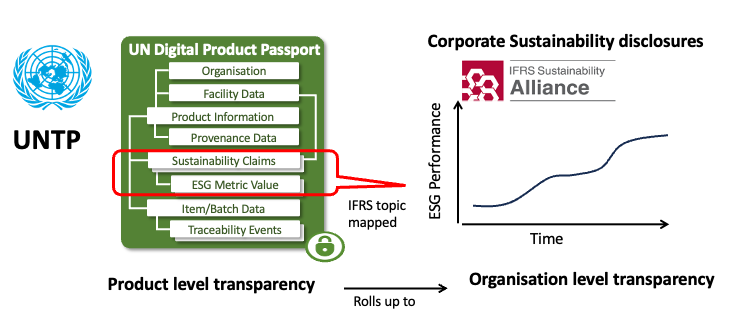 UNTP
UN Digital Product Passport
Organisation
Facility Data
Product Information
Provenance Data
Sustainability Claims
ESG Metric Value
Item/Batch Data
Traceability Events
IFRS topic
mapped
Corporate Sustainability disclosures
IFRS Sustainability
Alliance
ESG Performance
Time
Product level transparency
Rolls up to
Organisation level transparency